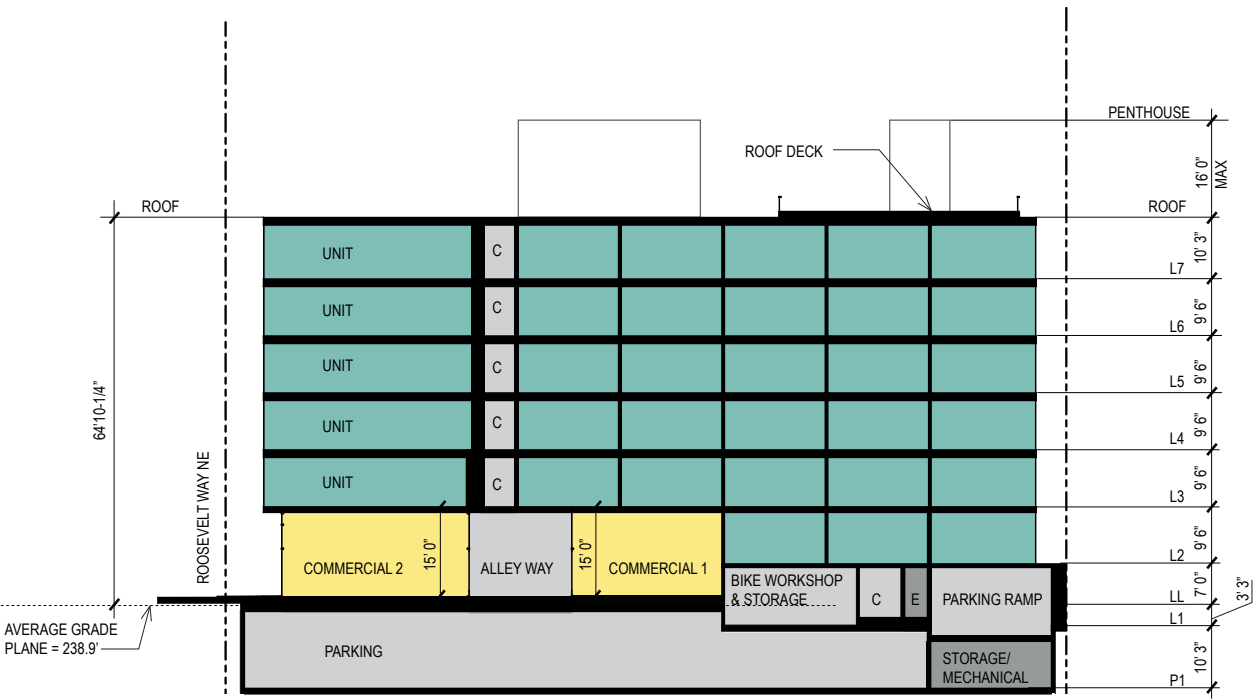 PENTHOUSE
ROOF DECK
16' 0"
MAX
ROOF
ROOF
10' 3"
UNIT
C
L7
9' 6"
UNIT
C
L6
9' 6"
UNIT
C
L5
9' 6"
64'10-1/4"
UNIT
C
L4
9' 6"
UNIT
C
L3
ROOSEVELT WAY NE
9' 6"
COMMERCIAL 2
15' 0"
ALLEY WAY
15' 0"
COMMERCIAL 1
L2
BIKE WORKSHOP
& STORAGE
C
E
PARKING RAMP
7' 0"
LL
3' 3"
L1
AVERAGE GRADE
PLANE = 238.9'
PARKING
STORAGE/
MECHANICAL
10' 3"
P1